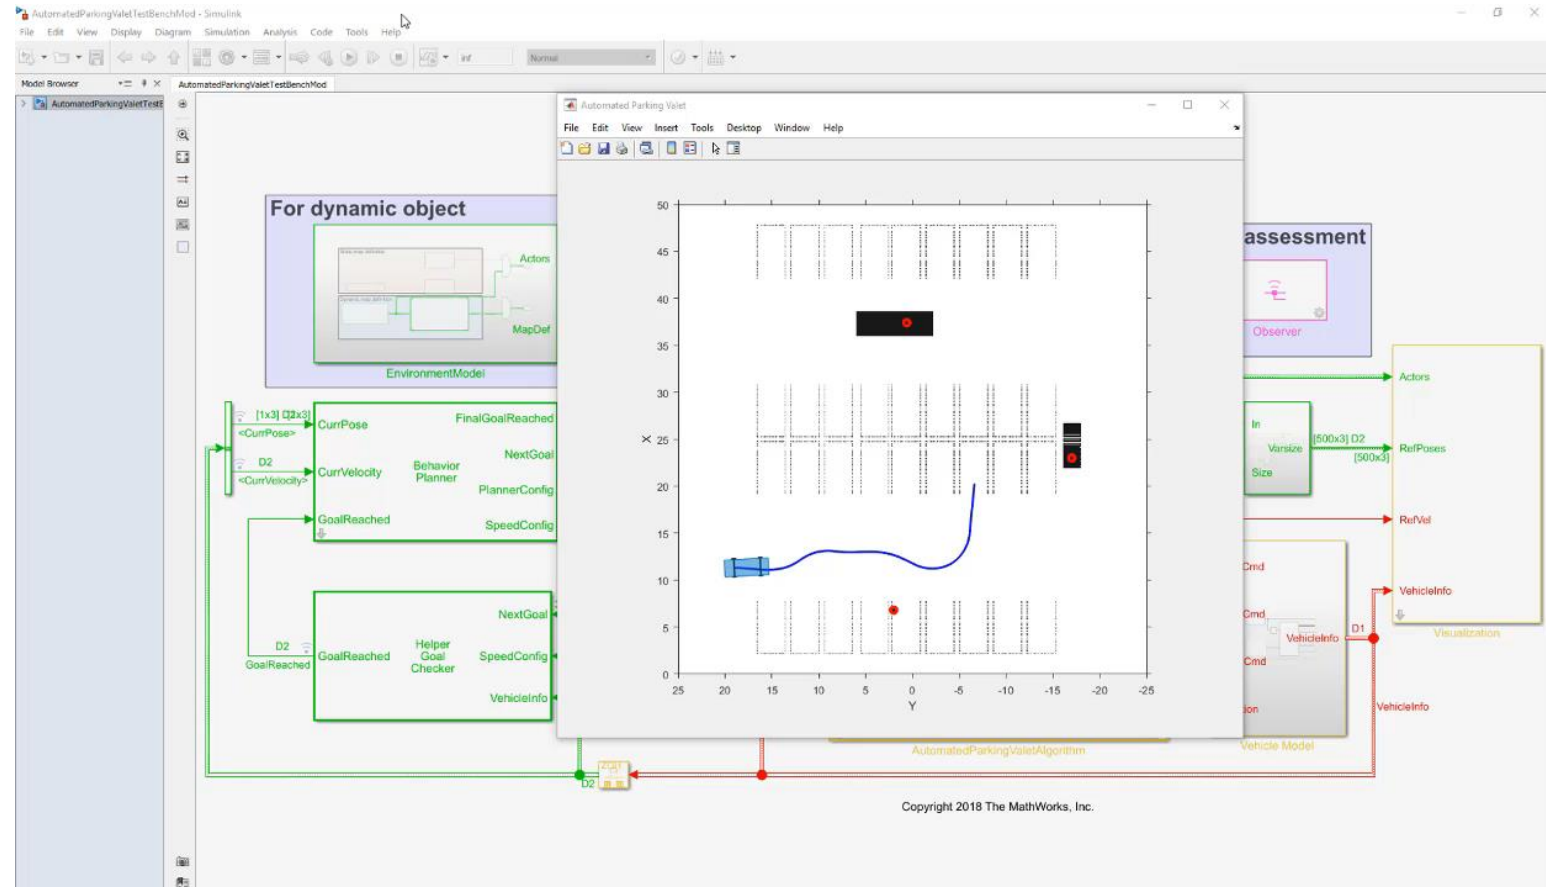 AutomatedParkingValetTestBenchMod - Simulink
File Edit View Display Diagram Simulation Analysis Code Tools Help
inf
Normal
Model Browser
AutomatedParkingValetTestBenchMod
AutomatedParkingValetTestB
Automated Parking Valet
File Edit View Insert Tools Desktop Window Help
For dynamic object
Actors
MapDef
EnvironmentModel
assessment
Observer
50
45
40
35
30
25
20
15
10
5
0
X
25 20 15 10 5 0 -5 -10 -15 -20 -25
Y
<CurrPose>
CurrPose
D2
<CurrVelocity>
CurrVelocity
GoalReached
Behavior
Planner
FinalGoalReached
NextGoal
PlannerConfig
SpeedConfig
D2
GoalReached
GoalReached
Helper
Goal
Checker
NextGoal
SpeedConfig
VehicleInfo
In
Varsize
Size
[500x3] D2
[500x3]
Actors
RefPoses
RefVel
VehicleInfo
Visualization
Cmd
Cmd
Cmd
ion
VehicleInfo
D1
VehicleInfo
Vehicle Model
AutomatedParkingValetAlgorithm
D2
Copyright 2018 The MathWorks, Inc.